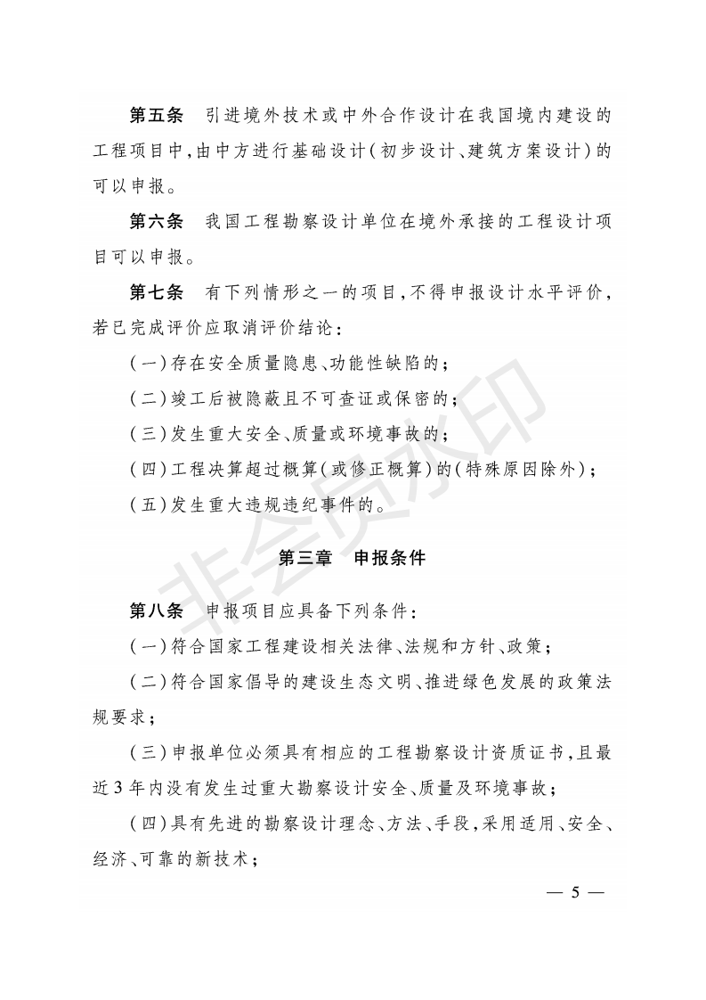 第五条　引进境外技术或中外合作设计在我国境内建设的
工程项目中,由中方进行基础设计(初步设计、建筑方案设计)的
可以申报。
第六条　我国工程勘察设计单位在境外承接的工程设计项
目可以申报。
第七条　有下列情形之一的项目,不得申报设计水平评价,
若已完成评价应取消评价结论:
(一)存在安全质量隐患、功能性缺陷的;
(二)竣工后被隐蔽且不可查证或保密的;
(三)发生重大安全、质量或环境事故的;
(四)工程决算超过概算(或修正概算)的(特殊原因除外);
(五)发生重大违规违纪事件的。
非会员水印
第三章　申报条件
第八条　申报项目应具备下列条件:
(一)符合国家工程建设相关法律、法规和方针、政策;
(二)符合国家倡导的建设生态文明、推进绿色发展的政策法
规要求;
(三)申报单位必须具有相应的工程勘察设计资质证书,且最
近3年内没有发生过重大勘察设计安全、质量及环境事故;
(四)具有先进的勘察设计理念、方法、手段,采用适用、安全、
经济、可靠的新技术;
— 5 —